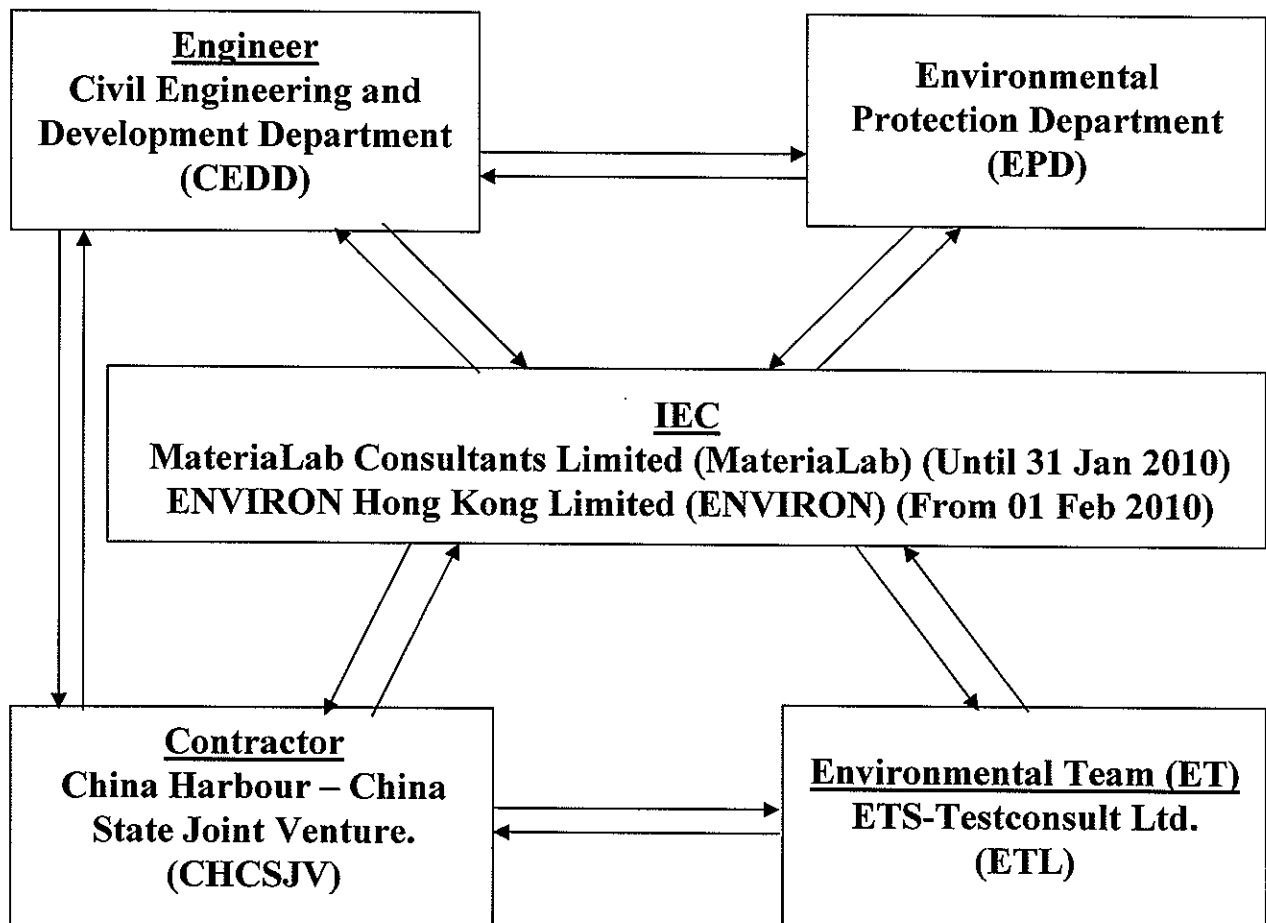 Engineer
Civil Engineering and
Development Department
(CEDD)
Environmental
Protection Department
(EPD)
IEC
MateriaLab Consultants Limited (MateriaLab) (Until 31 Jan 2010)
ENVIRON Hong Kong Limited (ENVIRON) (From 01 Feb 2010)
Contractor
China Harbour – China
State Joint Venture.
(CHCSJV)
Environmental Team (ET)
ETS-Testconsult Ltd.
(ETL)